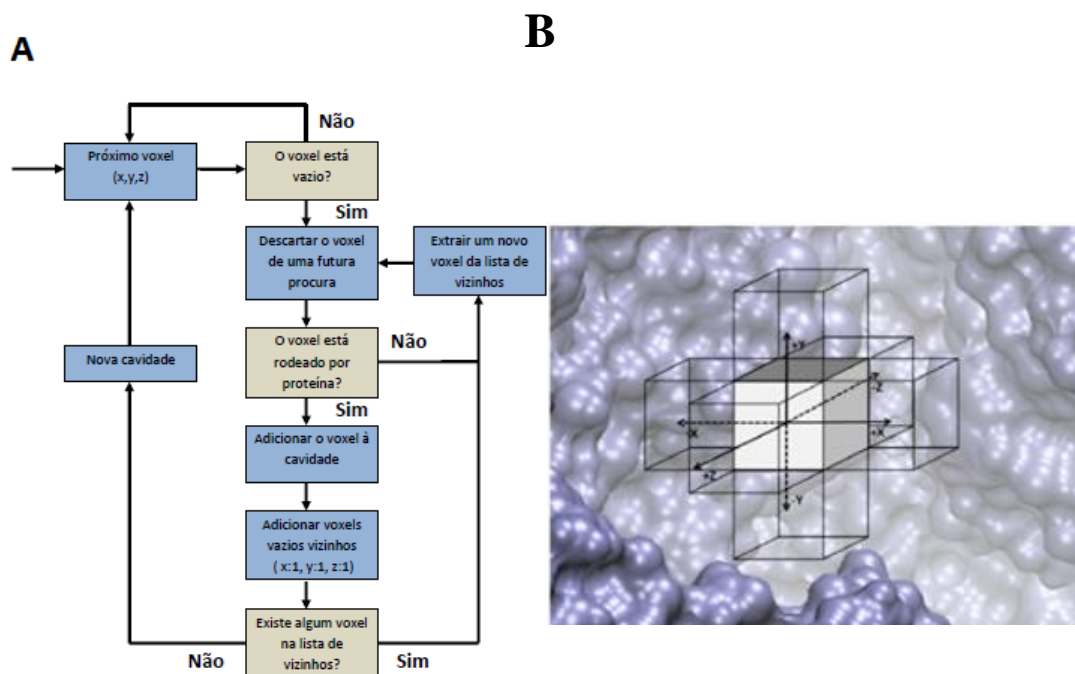 A
B
Não
Próximo voxel
(x,y,z)
O voxel está
vazio?
Sim
Descartar o voxel
de uma futura
procura
Extrair um novo
voxel da lista de
vizinhos
Nova cavidade
O voxel está
rodeado por
proteína?
Não
Sim
Adicionar o voxel à
cavidade
Adicionar voxels
vazios vizinhos
( x:1, y:1, z:1)
Existe algum voxel
na lista de
vizinhos?
Não
Sim
+Y
-Z
-X
+X
+Z
-Y